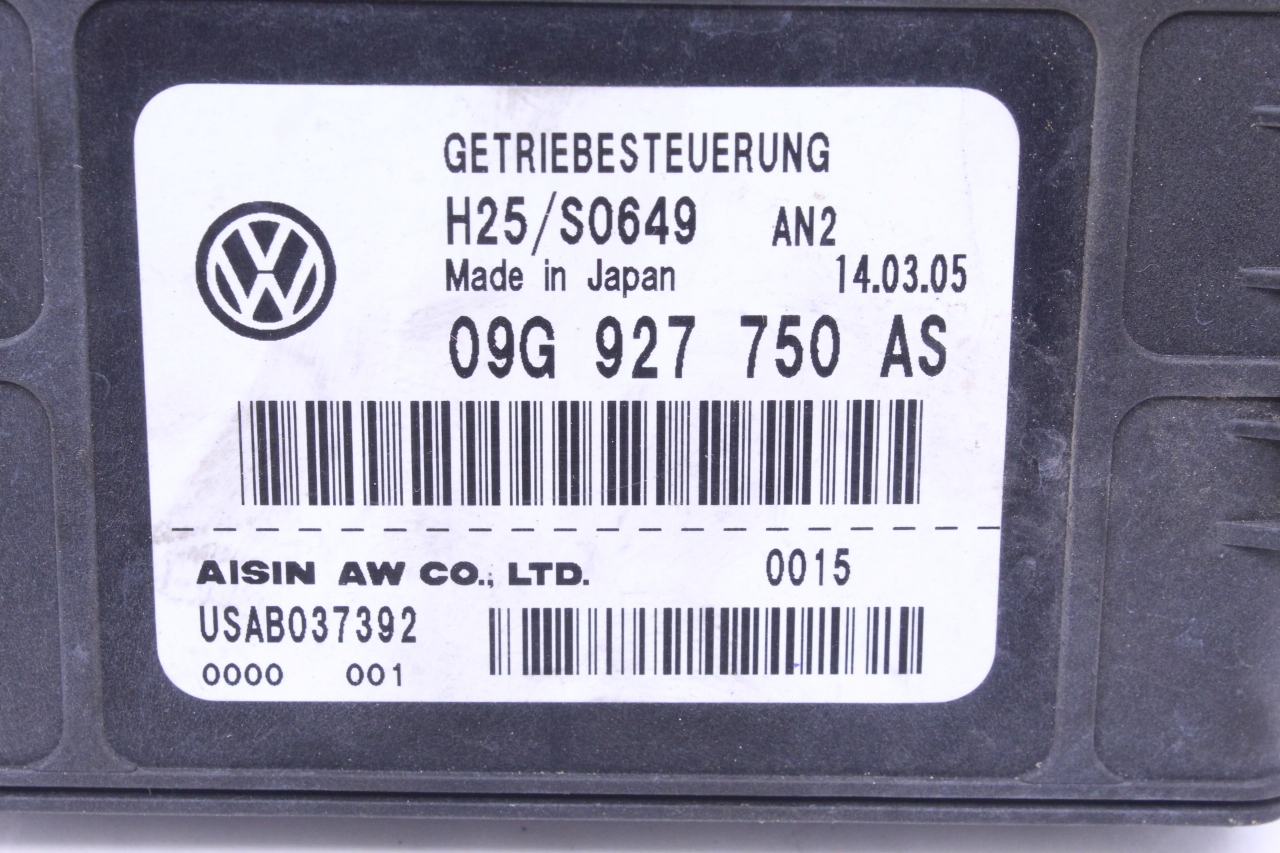 GETRIEBESTEUERUNG
H25/S0649 AN2
Made in Japan 14.03.05
09G 927 750 AS
AISIN AW CO., LTD. 0015
USAB037392
0000 001